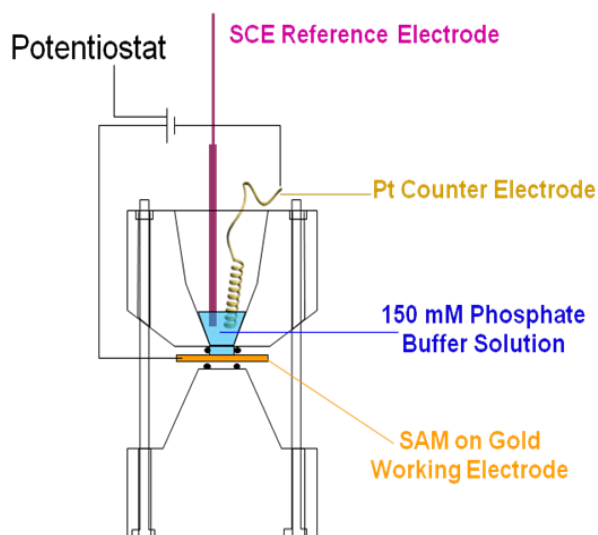 SCE Reference Electrode
Potentiostat
Pt Counter Electrode
150 mM Phosphate
Buffer Solution
SAM on Gold
Working Electrode